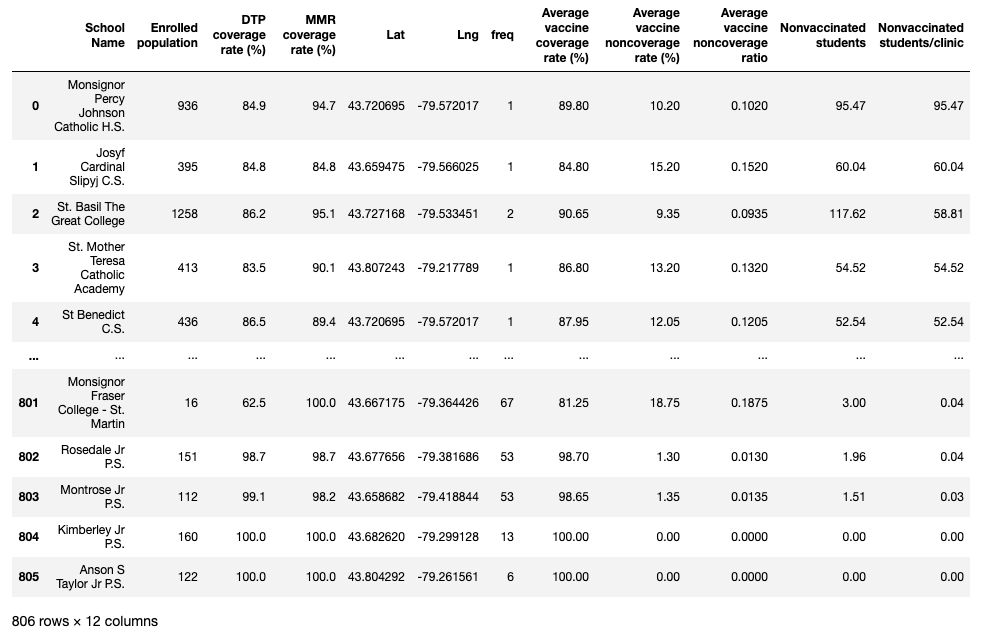 School Name Enrolled population DTP coverage rate (%) MMR coverage rate (%) Lat Lng freq Average vaccine coverage rate (%) Average vaccine noncoverage rate (%) Average vaccine noncoverage ratio Nonvaccinated students Nonvaccinated students/clinic
0 Monsignor Percy Johnson Catholic H.S. 936 84.9 94.7 43.720695 -79.572017 1 89.80 10.20 0.1020 95.47 95.47
1 Josyf Cardinal Slipyj C.S. 395 84.8 84.8 43.659475 -79.566025 1 84.80 15.20 0.1520 60.04 60.04
2 St. Basil The Great College 1258 86.2 95.1 43.727168 -79.533451 2 90.65 9.35 0.0935 117.62 58.81
3 St. Mother Teresa Catholic Academy 413 83.5 90.1 43.807243 -79.217789 1 86.80 13.20 0.1320 54.52 54.52
4 St Benedict C.S. 436 86.5 89.4 43.720695 -79.572017 1 87.95 12.05 0.1205 52.54 52.54
... ... ... ... ... ... ... ... ... ... ... ... ...
801 Monsignor Fraser College - St. Martin 16 62.5 100.0 43.667175 -79.364426 67 81.25 18.75 0.1875 3.00 0.04
802 Rosedale Jr P.S. 151 98.7 98.7 43.677656 -79.381686 53 98.70 1.30 0.0130 1.96 0.04
803 Montrose Jr P.S. 112 99.1 98.2 43.658682 -79.418844 53 98.65 1.35 0.0135 1.51 0.03
804 Kimberley Jr P.S. 160 100.0 100.0 43.682620 -79.299128 13 100.00 0.00 0.0000 0.00 0.00
805 Anson S Taylor Jr P.S. 122 100.0 100.0 43.804292 -79.261561 6 100.00 0.00 0.0000 0.00 0.00
806 rows × 12 columns